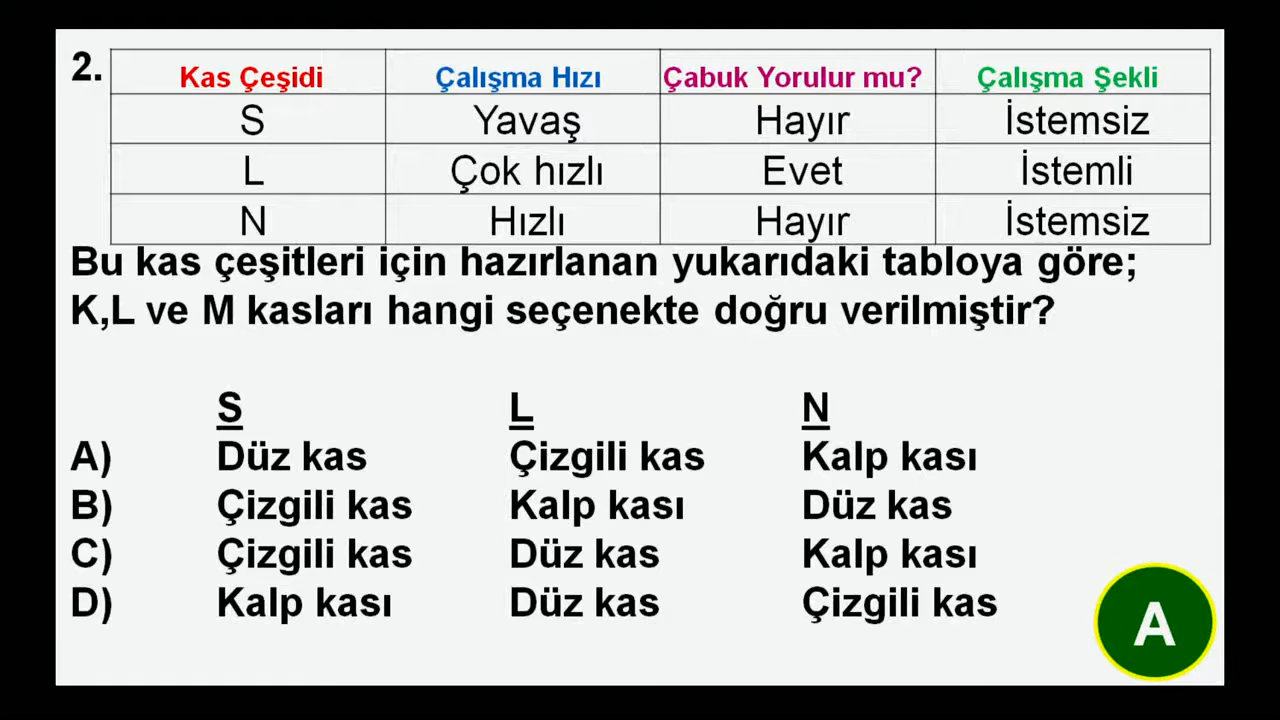 2.
Kas Çeşidi Çalışma Hızı Çabuk Yorulur mu? Çalışma Şekli
S Yavaş Hayır İstemsiz
L Çok hızlı Evet İstemli
N Hızlı Hayır İstemsiz
Bu kas çeşitleri için hazırlanan yukarıdaki tabloya göre;
K,L ve M kasları hangi seçenekte doğru verilmiştir?
S L N
A) Düz kas Çizgili kas Kalp kası
B) Çizgili kas Kalp kası Düz kas
C) Çizgili kas Düz kas Kalp kası
D) Kalp kası Düz kas Çizgili kas
A